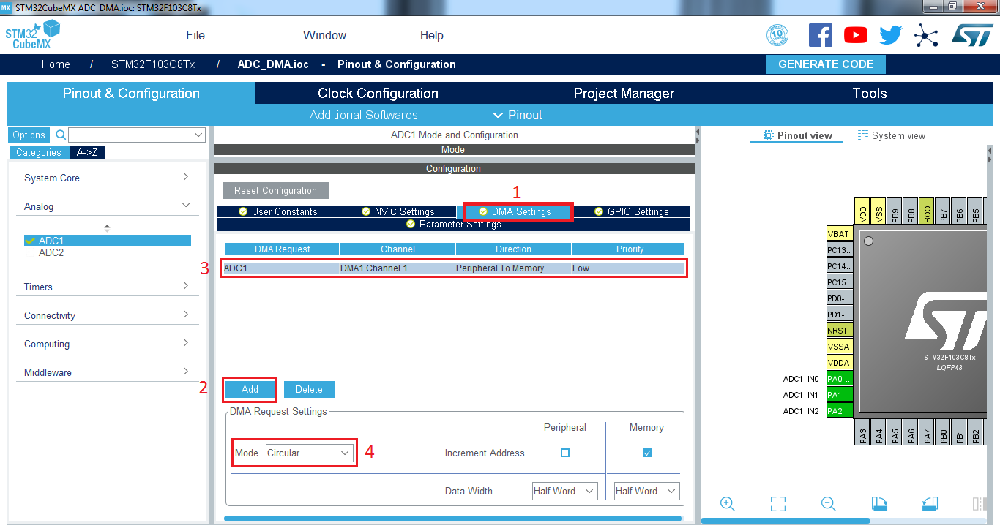 MX STM32CubeMX ADC_DMA.ioc: STM32F103C8Tx
STM32 CubeMX
File Window Help
10
ST
Home / STM32F103C8Tx / ADC_DMA.ioc - Pinout & Configuration
GENERATE CODE
Pinout & Configuration Clock Configuration Project Manager Tools
Additional Softwares Pinout
Options
Categories A->Z
System Core
Analog
ADC1
ADC2
Timers
Connectivity
Computing
Middleware
ADC1 Mode and Configuration
Mode
Configuration
Reset Configuration
1
User Constants NVIC Settings DMA Settings GPIO Settings
Parameter Settings
DMA Request Channel Direction Priority
3
ADC1 DMA1 Channel 1 Peripheral To Memory Low
2
Add Delete
DMA Request Settings
Peripheral Memory
Mode Circular 4 Increment Address
Data Width Half Word Half Word
Pinout view System view
VDD VSS PB9 PB8 BOO.. PB7 PB6 PB5
VBAT
PC13..
PC14..
PC15..
PD0-..
PD1-..
NRST
VSSA
VDDA
ADC1_IN0 PA0-..
ADC1_IN1 PA1
ADC1_IN2 PA2
ST
STM32F103C8Tx
LQFP48
PA3 PA4 PA5 PA6 PA7 PB0 PB1 PB2